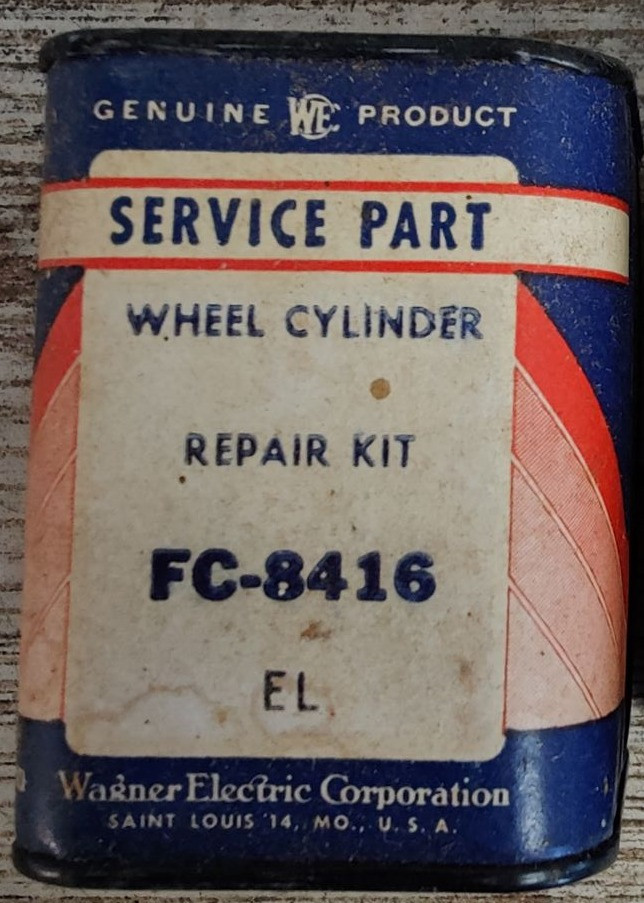 GENUINE WE PRODUCT
SERVICE PART
WHEEL CYLINDER
REPAIR KIT
FC-8416
EL
Wagner Electric Corporation
SAINT LOUIS 14, MO., U. S. A.